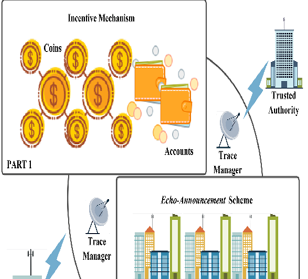 Incentive Mechanism
Coins
Accounts
PART 1
Trusted
Authority
Trace
Manager
Echo-Announcement Scheme
Trace
Manager